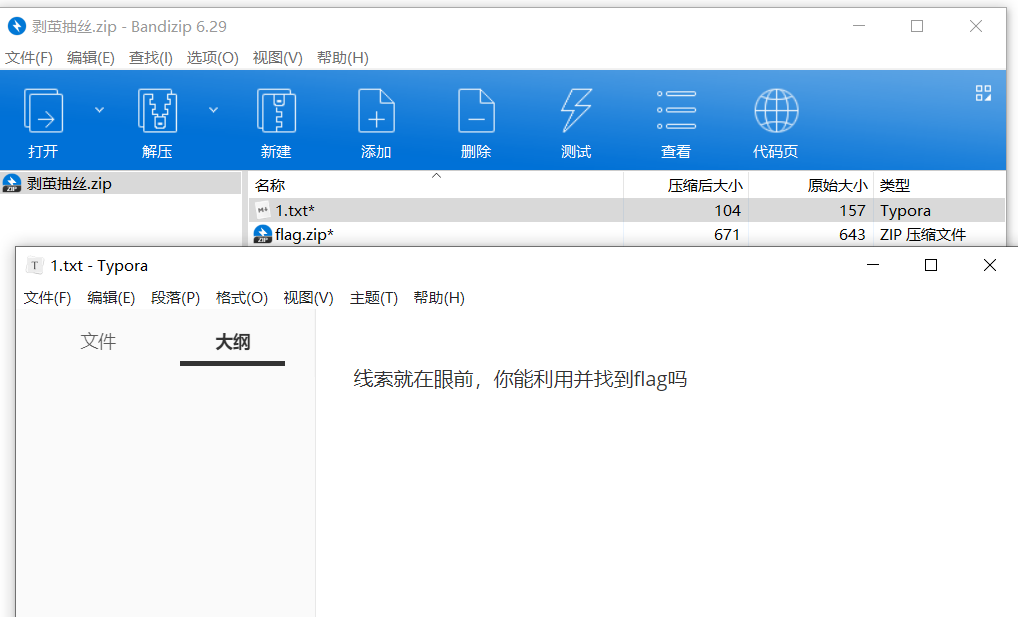 剥茧抽丝.zip - Bandizip 6.29
文件(F) 编辑(E) 查找(I) 选项(O) 视图(V) 帮助(H)
打开 解压 新建 添加 删除 测试 查看 代码页
剥茧抽丝.zip
名称 压缩后大小 原始大小 类型
1.txt* 104 157 Typora
flag.zip* 671 643 ZIP 压缩文件
T 1.txt - Typora
文件(F) 编辑(E) 段落(P) 格式(O) 视图(V) 主题(T) 帮助(H)
文件 大纲
线索就在眼前，你能利用并找到flag吗